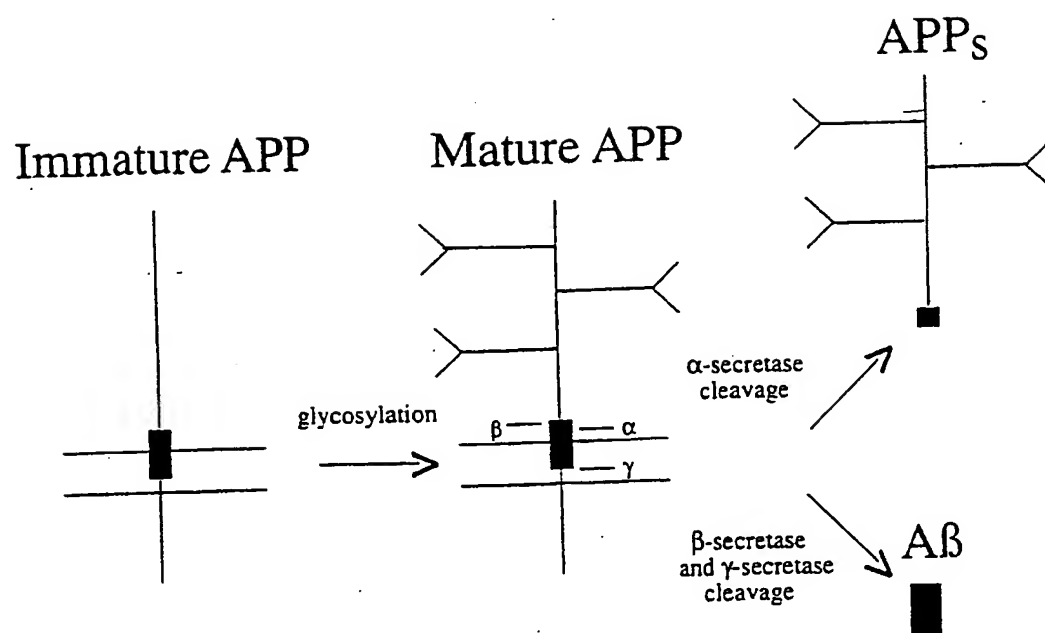 APPs
Immature APP
Mature APP
α-secretase
cleavage
glycosylation
β
α
γ
β-secretase
and γ-secretase
cleavage
Aß